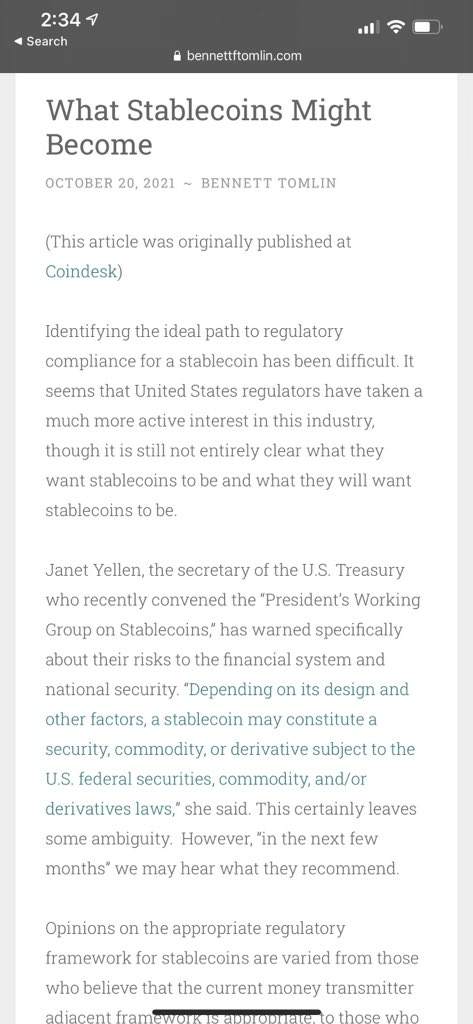 2:34
Search
bennettftomlin.com
What Stablecoins Might
Become
OCTOBER 20, 2021 ~ BENNETT TOMLIN
(This article was originally published at
Coindesk)
Identifying the ideal path to regulatory
compliance for a stablecoin has been difficult. It
seems that United States regulators have taken a
much more active interest in this industry,
though it is still not entirely clear what they
want stablecoins to be and what they will want
stablecoins to be.
Janet Yellen, the secretary of the U.S. Treasury
who recently convened the “President’s Working
Group on Stablecoins,” has warned specifically
about their risks to the financial system and
national security. “Depending on its design and
other factors, a stablecoin may constitute a
security, commodity, or derivative subject to the
U.S. federal securities, commodity, and/or
derivatives laws,” she said. This certainly leaves
some ambiguity.  However, “in the next few
months” we may hear what they recommend.
Opinions on the appropriate regulatory
framework for stablecoins are varied from those
who believe that the current money transmitter
adjacent framework is appropriate, to those who